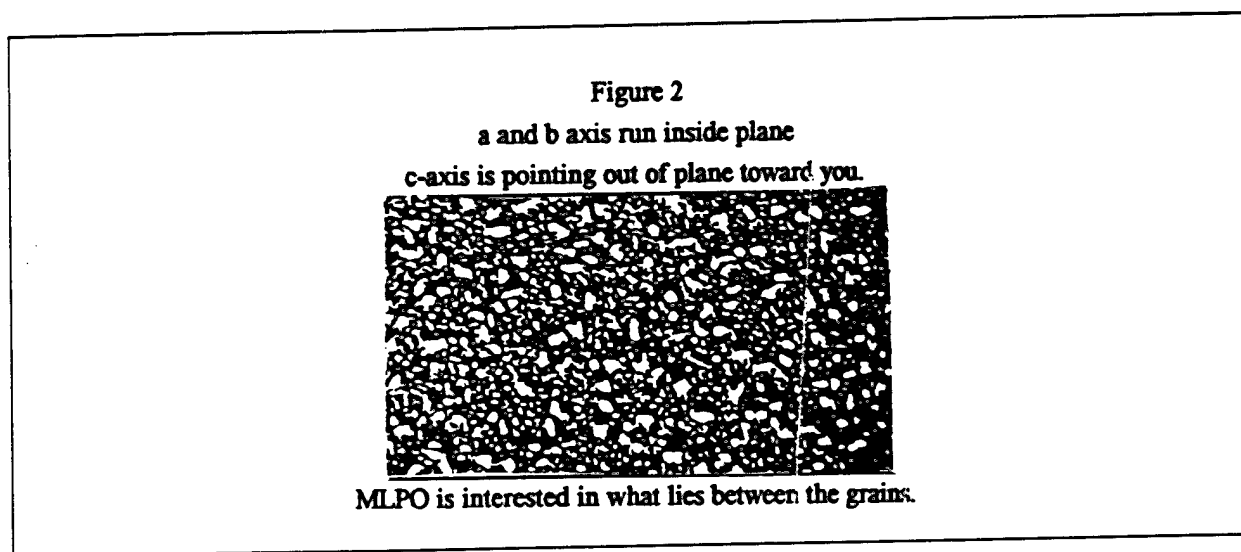 Figure 2
a and b axis run inside plane
c-axis is pointing out of plane toward you.
MLPO is interested in what lies between the grains.